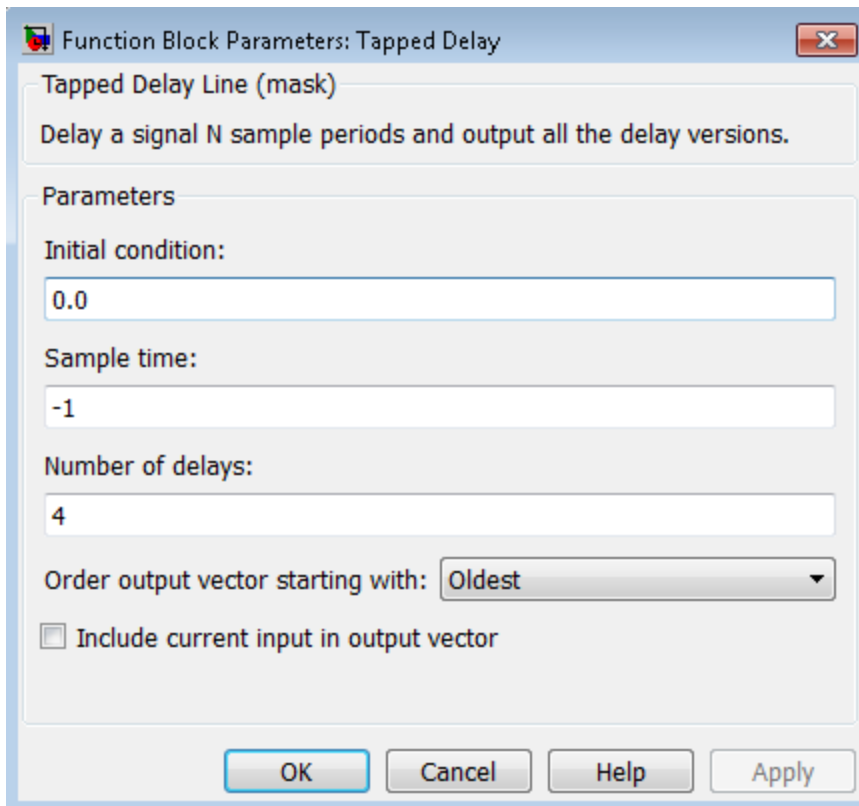 Function Block Parameters: Tapped Delay
Tapped Delay Line (mask)
Delay a signal N sample periods and output all the delay versions.
Parameters
Initial condition:
0.0
Sample time:
-1
Number of delays:
4
Order output vector starting with: Oldest
Include current input in output vector
OK Cancel Help Apply